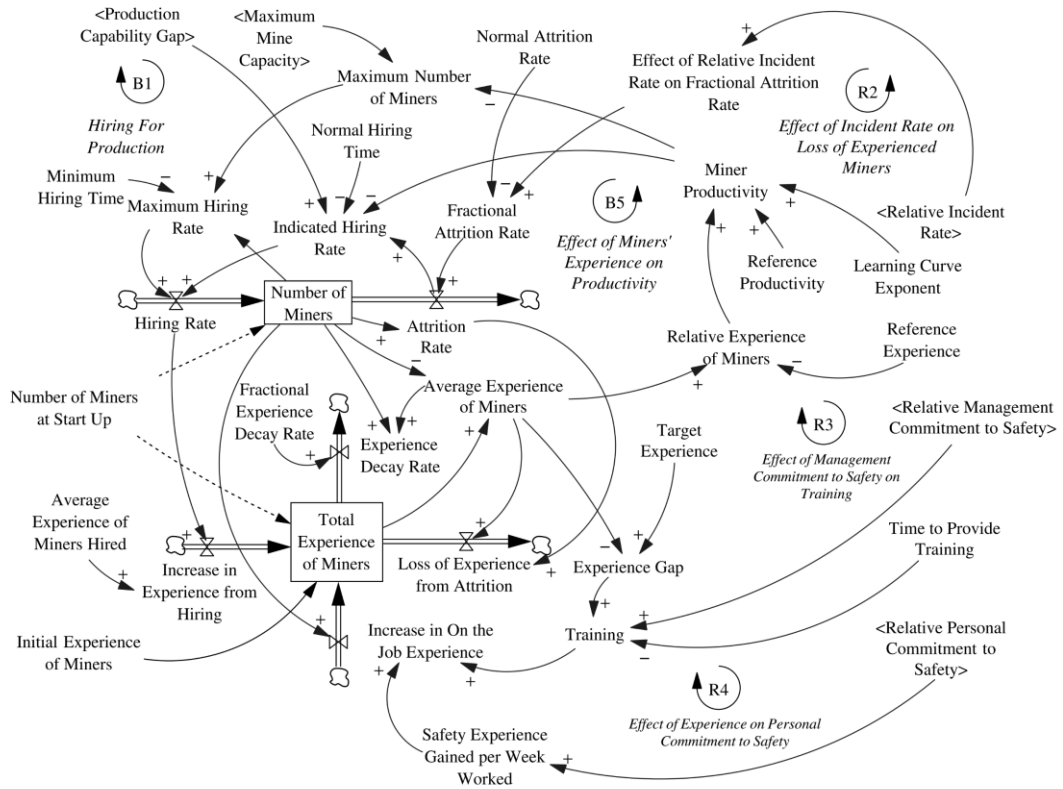 <Production
Capability Gap>
<Maximum
Mine
Capacity>
Normal Attrition
Rate
Effect of Relative Incident
Rate on Fractional Attrition
Rate
B1
Hiring For
Production
Maximum Number
of Miners
R2
Effect of Incident Rate on
Loss of Experienced
Miners
Normal Hiring
Time
Minimum
Hiring Time
Maximum Hiring
Rate
Indicated Hiring
Rate
Fractional
Attrition Rate
B5
Effect of Miners'
Experience on
Productivity
Miner
Productivity
<Relative Incident
Rate>
Reference
Productivity
Learning Curve
Exponent
Hiring Rate
Number of
Miners
Attrition
Rate
Relative Experience
of Miners
Reference
Experience
Number of Miners
at Start Up
Fractional
Experience
Decay Rate
Average Experience
of Miners
Experience
Decay Rate
Target
Experience
R3
Effect of Management
Commitment to Safety on
Training
<Relative Management
Commitment to Safety>
Average
Experience of
Miners Hired
Total
Experience
of Miners
Increase in
Experience from
Hiring
Loss of Experience
from Attrition
Experience Gap
Time to Provide
Training
Initial Experience
of Miners
Increase in On the
Job Experience
Training
<Relative Personal
Commitment to
Safety>
R4
Effect of Experience on Personal
Commitment to Safety
Safety Experience
Gained per Week
Worked